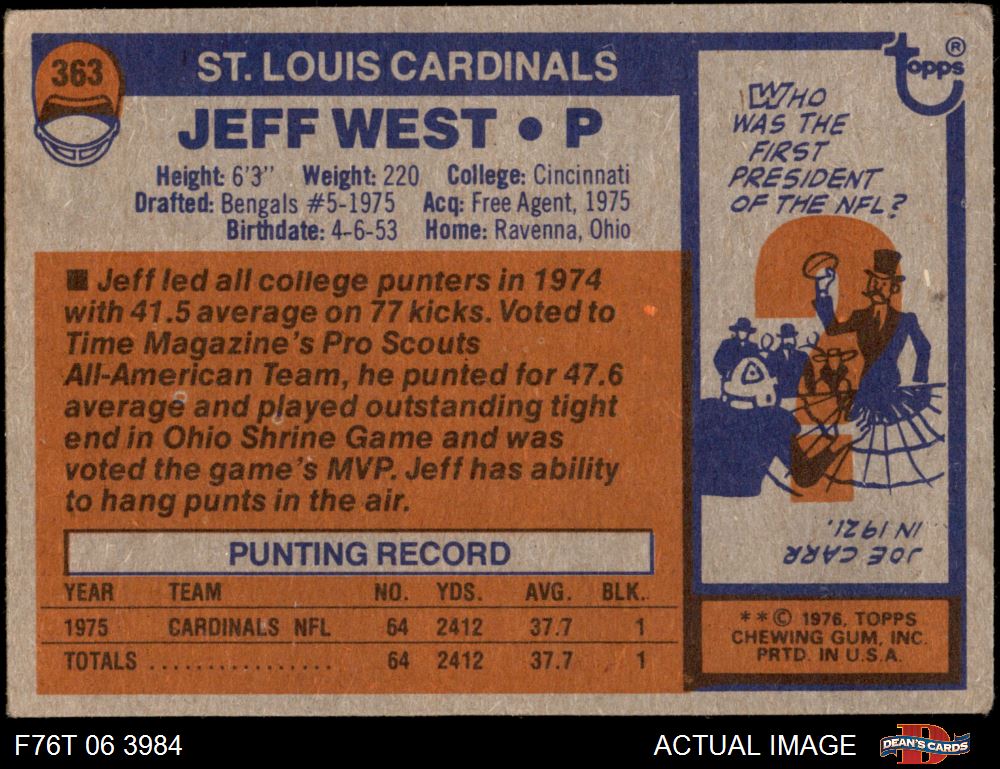 363
ST. LOUIS CARDINALS
JEFF WEST • P
Height: 6'3" Weight: 220 College: Cincinnati
Drafted: Bengals #5-1975 Acq: Free Agent, 1975
Birthdate: 4-6-53 Home: Ravenna, Ohio
■ Jeff led all college punters in 1974
with 41.5 average on 77 kicks. Voted to
Time Magazine's Pro Scouts
All-American Team, he punted for 47.6
average and played outstanding tight
end in Ohio Shrine Game and was
voted the game's MVP. Jeff has ability
to hang punts in the air.
PUNTING RECORD
YEAR TEAM NO. YDS. AVG. BLK.
1975 CARDINALS NFL 64 2412 37.7 1
TOTALS ................ 64 2412 37.7 1
topps ®
WHO
WAS THE
FIRST
PRESIDENT
OF THE NFL?
JOE CARR
IN 1921.
**© 1976, TOPPS
CHEWING GUM, INC.
PRTD. IN U.S.A.
F76T 06 3984
ACTUAL IMAGE
DEAN'S CARDS